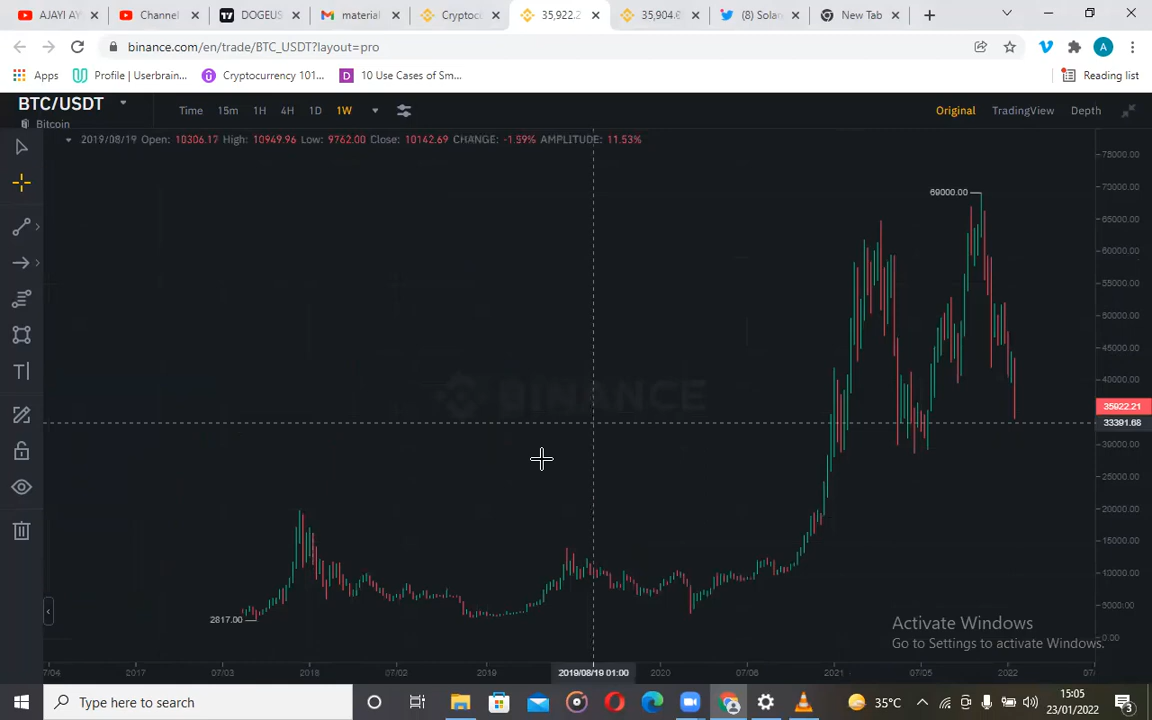 AJAYI AY
Channel
DOGEUS
material
Cryptoc
35,922.2
35,904.6
(8) Solan
New Tab
binance.com/en/trade/BTC_USDT?layout=pro
Apps
Profile | Userbrain...
Cryptocurrency 101...
10 Use Cases of Sm...
Reading list
BTC/USDT
Bitcoin
Time 15m 1H 4H 1D 1W
Original TradingView Depth
2019/08/19 Open: 10306.17 High: 10949.96 Low: 9762.00 Close: 10142.69 CHANGE: -1.59% AMPLITUDE: 11.53%
75000.00
70000.00
69000.00
65000.00
60000.00
55000.00
50000.00
45000.00
40000.00
BINANCE
35922.21
33391.68
30000.00
25000.00
20000.00
15000.00
10000.00
5000.00
2817.00
0.00
Activate Windows
Go to Settings to activate Windows.
7/04 2017 07/03 2018 07/02 2019 2019/08/19 01:00 2020 07/06 2021 07/05 2022 07/
Type here to search
35°C
15:05
23/01/2022
3